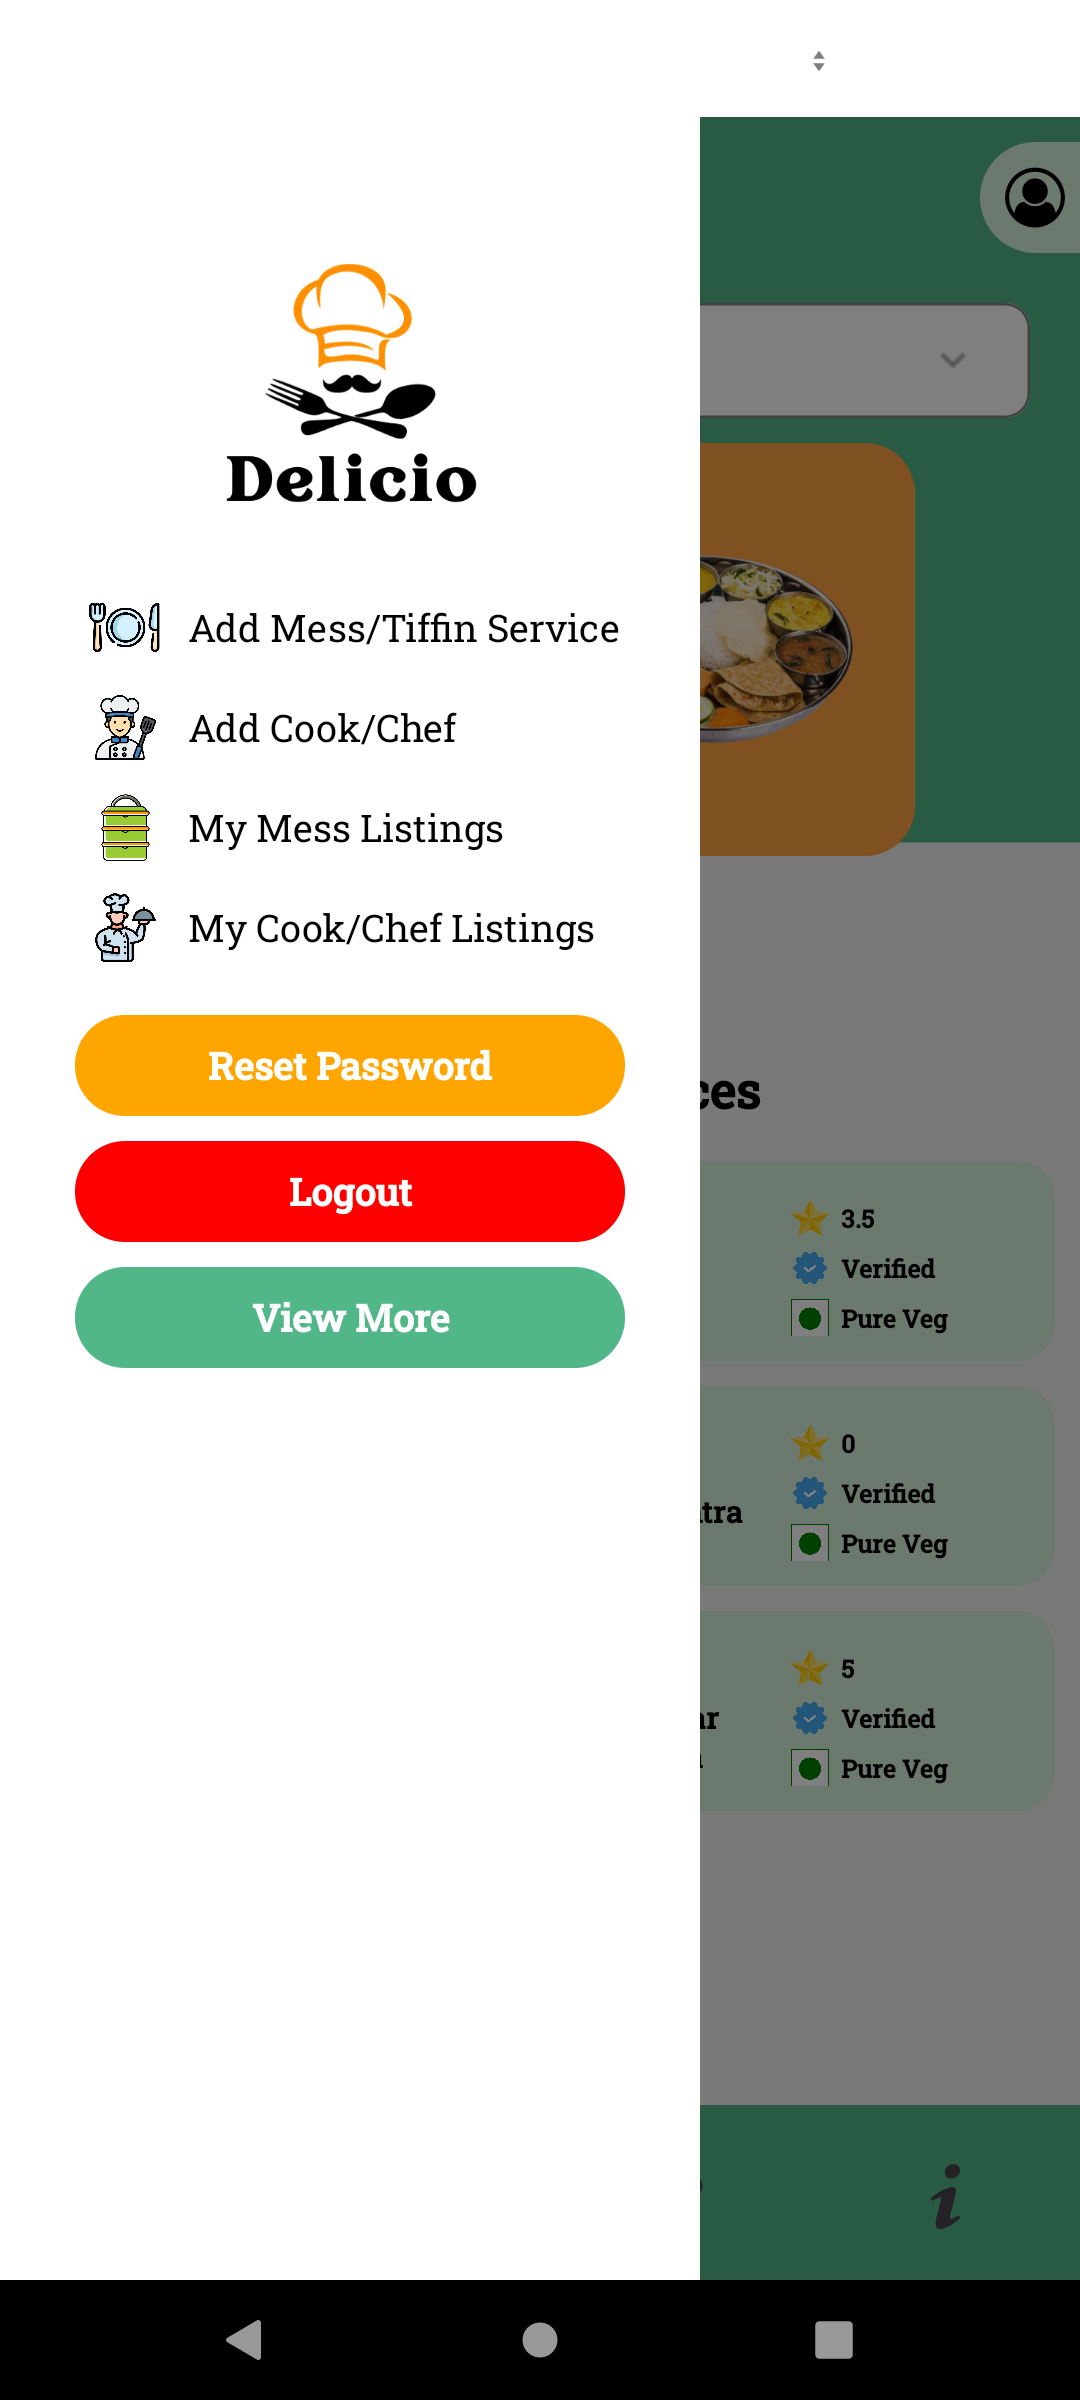 Delicio
Add Mess/Tiffin Service
Add Cook/Chef
My Mess Listings
My Cook/Chef Listings
Reset Password
Logout
View More
ces
3.5
Verified
Pure Veg
0
Verified
tra
Pure Veg
5
ar
Verified
Pure Veg